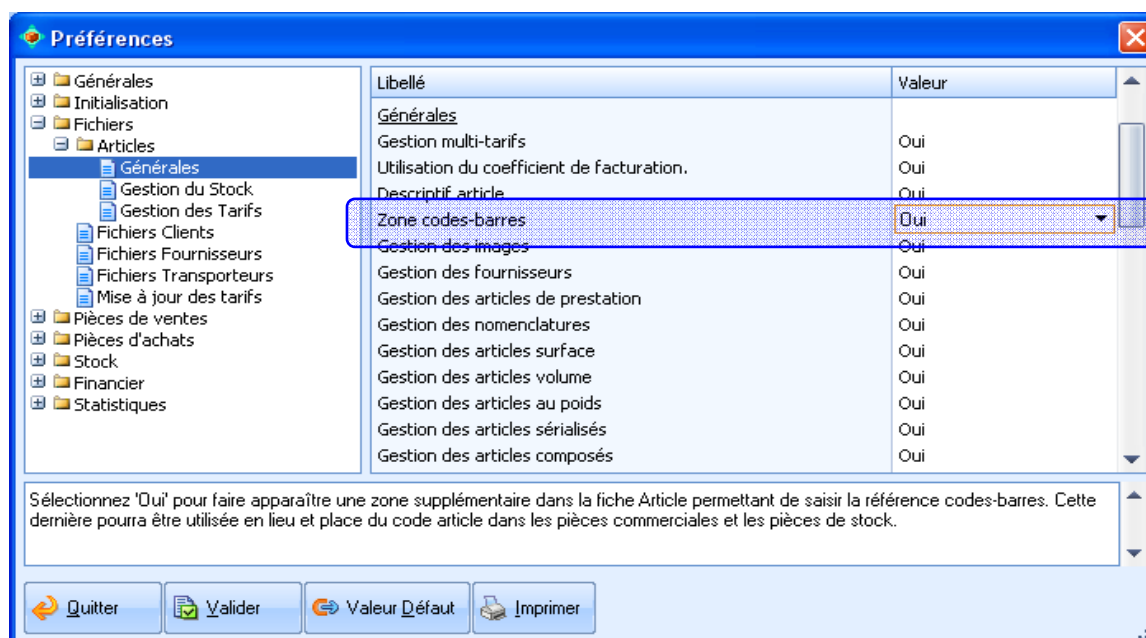 Préférences
Générales
Initialisation
Fichiers
Articles
Générales
Gestion du Stock
Gestion des Tarifs
Fichiers Clients
Fichiers Fournisseurs
Fichiers Transporteurs
Mise à jour des tarifs
Pièces de ventes
Pièces d'achats
Stock
Financier
Statistiques
Libellé Valeur
Générales
Gestion multi-tarifs Oui
Utilisation du coefficient de facturation. Oui
Descriptif article Oui
Zone codes-barres Oui
Gestion des images Oui
Gestion des fournisseurs Oui
Gestion des articles de prestation Oui
Gestion des nomenclatures Oui
Gestion des articles surface Oui
Gestion des articles volume Oui
Gestion des articles au poids Oui
Gestion des articles sérialisés Oui
Gestion des articles composés Oui
Sélectionnez 'Oui' pour faire apparaître une zone supplémentaire dans la fiche Article permettant de saisir la référence codes-barres. Cette
dernière pourra être utilisée en lieu et place du code article dans les pièces commerciales et les pièces de stock.
Quitter Valider Valeur Défaut Imprimer